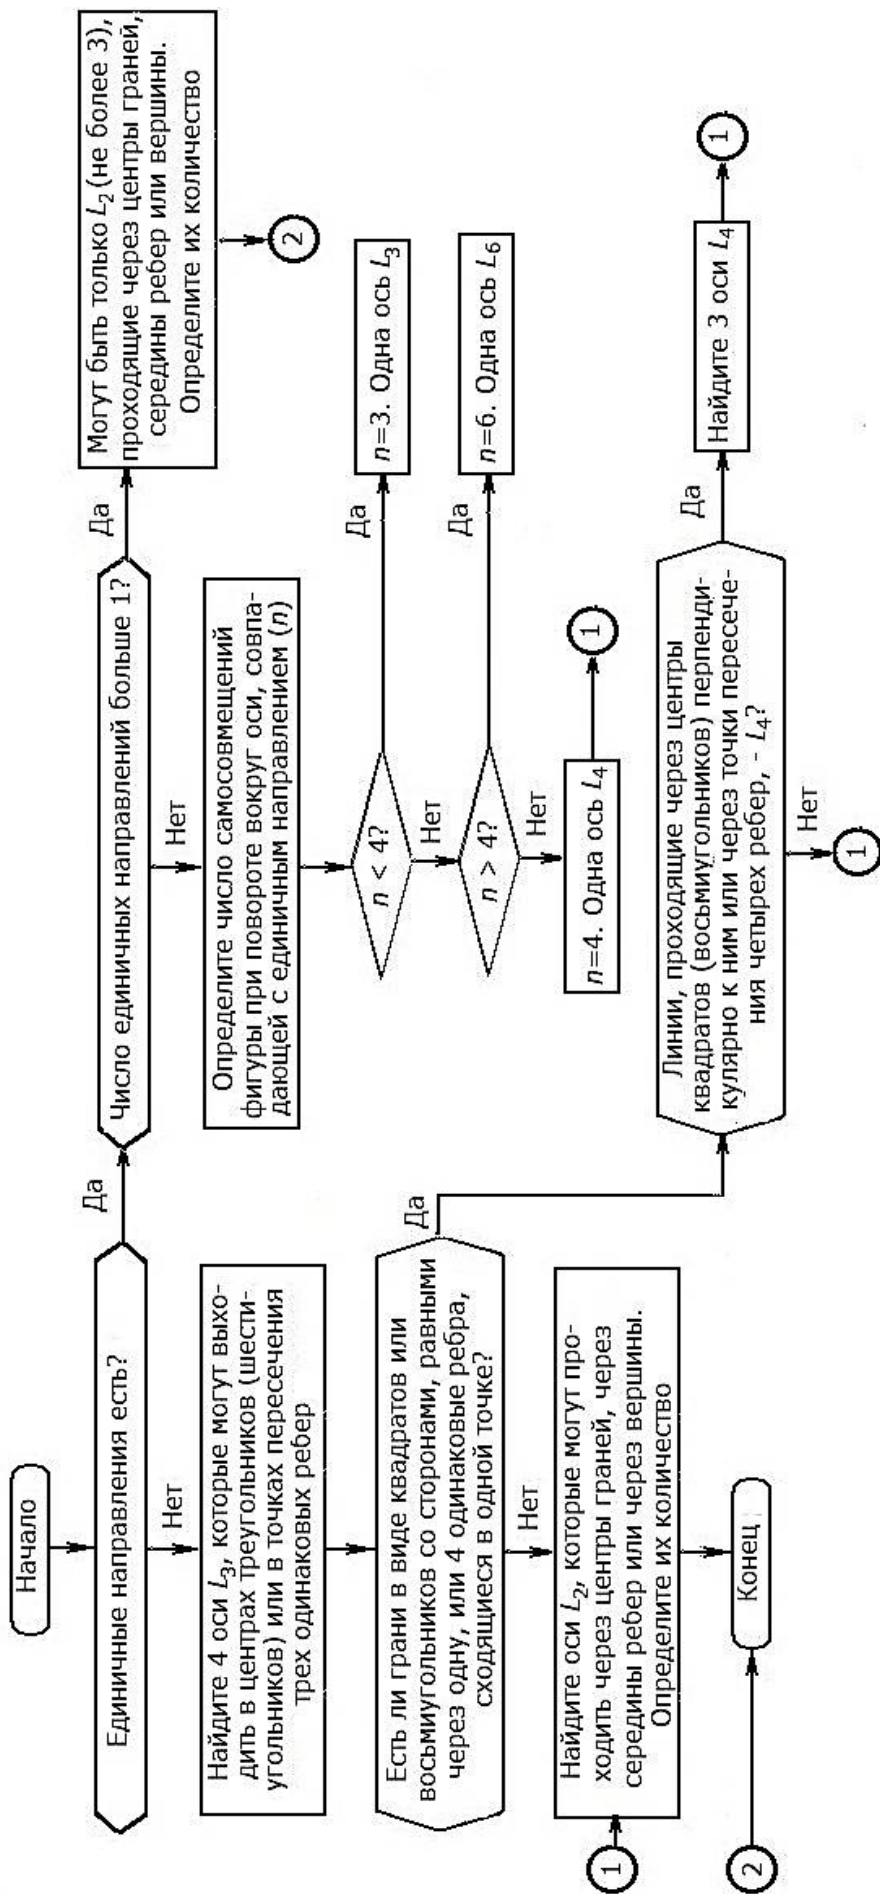 Начало
Единичные направления есть?
Да
Нет
Число единичных направлений больше 1?
Да
Нет
Могут быть только L₂ (не более 3),
проходящие через центры граней,
середины ребер или вершины.
Определите их количество
2
Определите число самосовмещений
фигуры при повороте вокруг оси, совпа-
дающей с единичным направлением (n)
n < 4?
Да
n=3. Одна ось L₃
Нет
n > 4?
Да
n=6. Одна ось L₆
Нет
n=4. Одна ось L₄
1
Найдите 4 оси L₃, которые могут выхо-
дить в центрах треугольников (шести-
угольников) или в точках пересечения
трех одинаковых ребер
Есть ли грани в виде квадратов или
восьмиугольников со сторонами, равными
через одну, или 4 одинаковые ребра,
сходящиеся в одной точке?
Да
Нет
Линии, проходящие через центры
квадратов (восьмиугольников) перпенди-
кулярно к ним или через точки пересече-
ния четырех ребер, - L₄?
Да
Найдите 3 оси L₄
1
Нет
1
1
Найдите оси L₂, которые могут про-
ходить через центры граней, через
середины ребер или через вершины.
Определите их количество
2
Конец